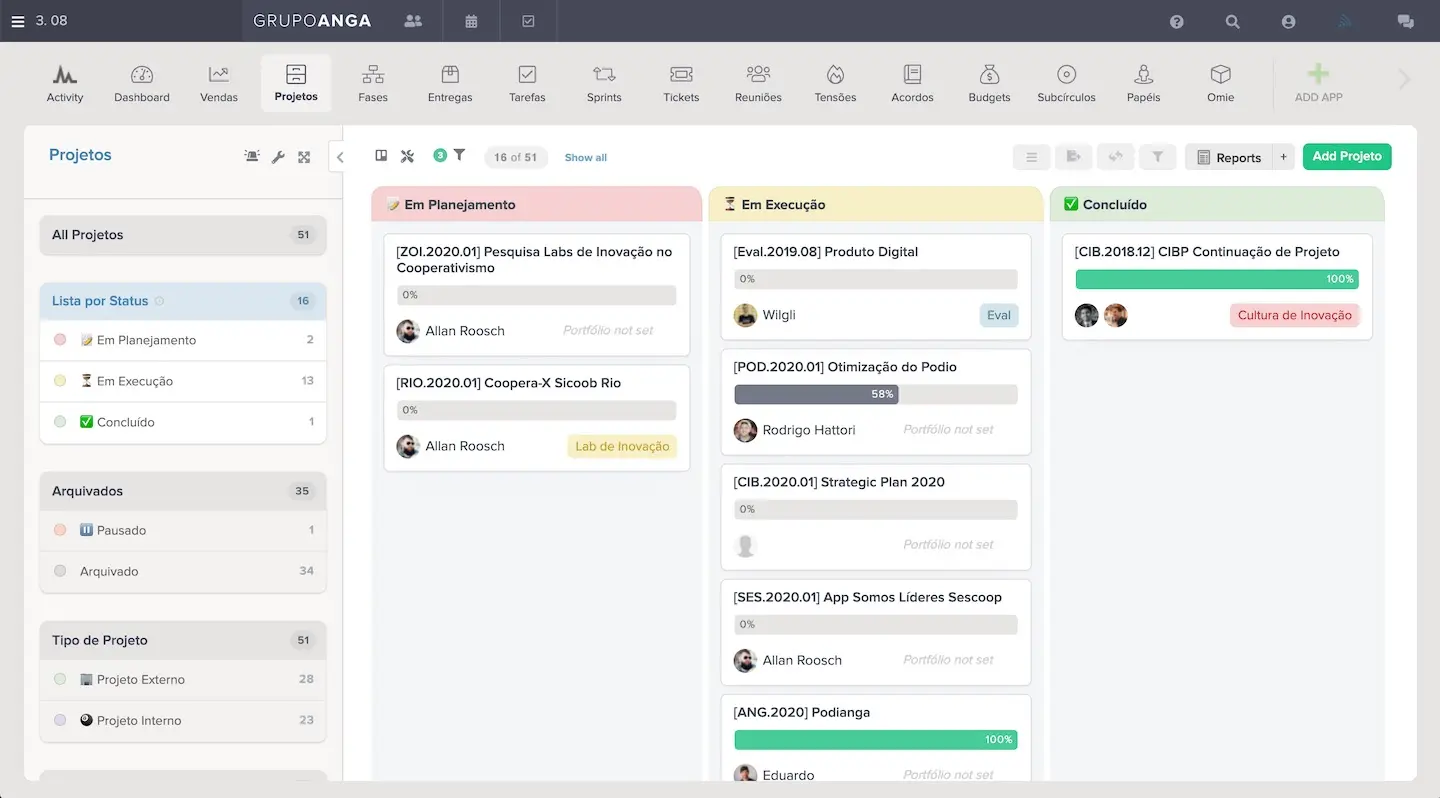 3. 08
GRUPOANGA
Activity
Dashboard
Vendas
Projetos
Fases
Entregas
Tarefas
Sprints
Tickets
Reuniões
Tensões
Acordos
Budgets
Subcírculos
Papéis
Omie
ADD APP
Projetos
All Projetos 51
Lista por Status 16
Em Planejamento 2
Em Execução 13
Concluído 1
Arquivados 35
Pausado 1
Arquivado 34
Tipo de Projeto 51
Projeto Externo 28
Projeto Interno 23
3
16 of 51
Show all
Reports +
Add Projeto
Em Planejamento
[ZOI.2020.01] Pesquisa Labs de Inovação no
Cooperativismo
0%
Allan Roosch
Portfólio not set
[RIO.2020.01] Coopera-X Sicoob Rio
0%
Allan Roosch
Lab de Inovação
Em Execução
[Eval.2019.08] Produto Digital
0%
Wilgli
Eval
[POD.2020.01] Otimização do Podio
58%
Rodrigo Hattori
Portfólio not set
[CIB.2020.01] Strategic Plan 2020
0%
Portfólio not set
[SES.2020.01] App Somos Líderes Sescoop
0%
Allan Roosch
Portfólio not set
[ANG.2020] Podianga
100%
Eduardo
Portfólio not set
Concluído
[CIB.2018.12] CIBP Continuação de Projeto
100%
Cultura de Inovação